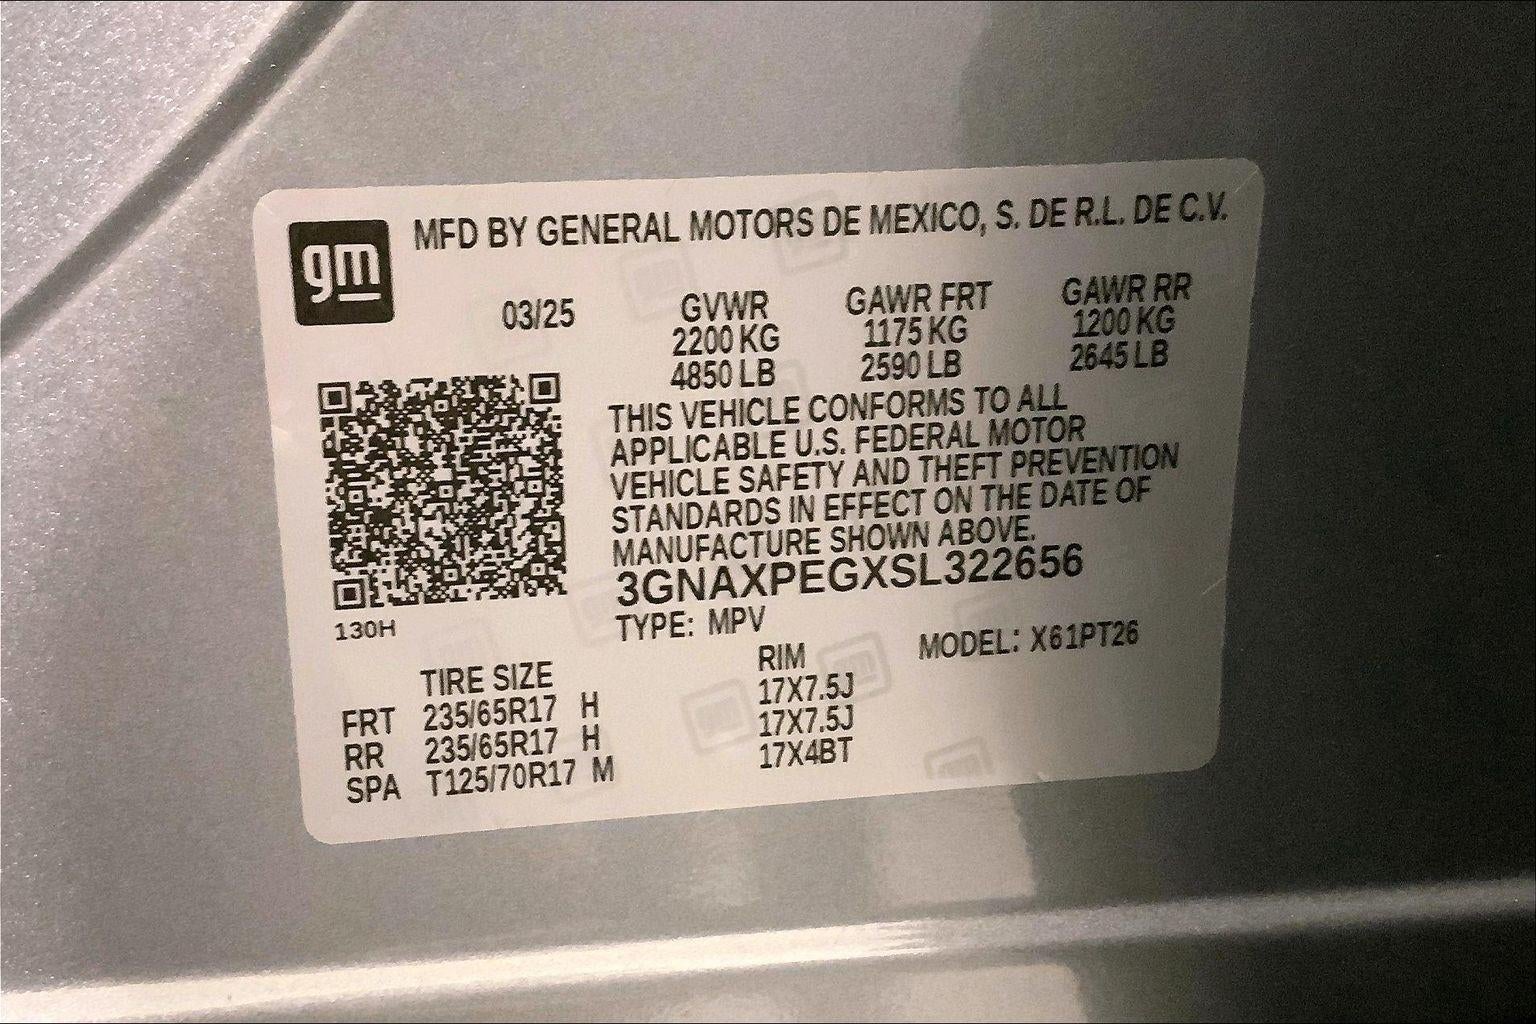 gm
MFD BY GENERAL MOTORS DE MEXICO, S. DE R.L. DE C.V.
03/25 GVWR GAWR FRT GAWR RR
2200 KG 1175 KG 1200 KG
4850 LB 2590 LB 2645 LB
THIS VEHICLE CONFORMS TO ALL
APPLICABLE U.S. FEDERAL MOTOR
VEHICLE SAFETY AND THEFT PREVENTION
STANDARDS IN EFFECT ON THE DATE OF
MANUFACTURE SHOWN ABOVE.
3GNAXPEGXSL322656
130H
TYPE: MPV MODEL: X61PT26
TIRE SIZE RIM
FRT 235/65R17 H 17X7.5J
RR 235/65R17 H 17X7.5J
SPA T125/70R17 M 17X4BT